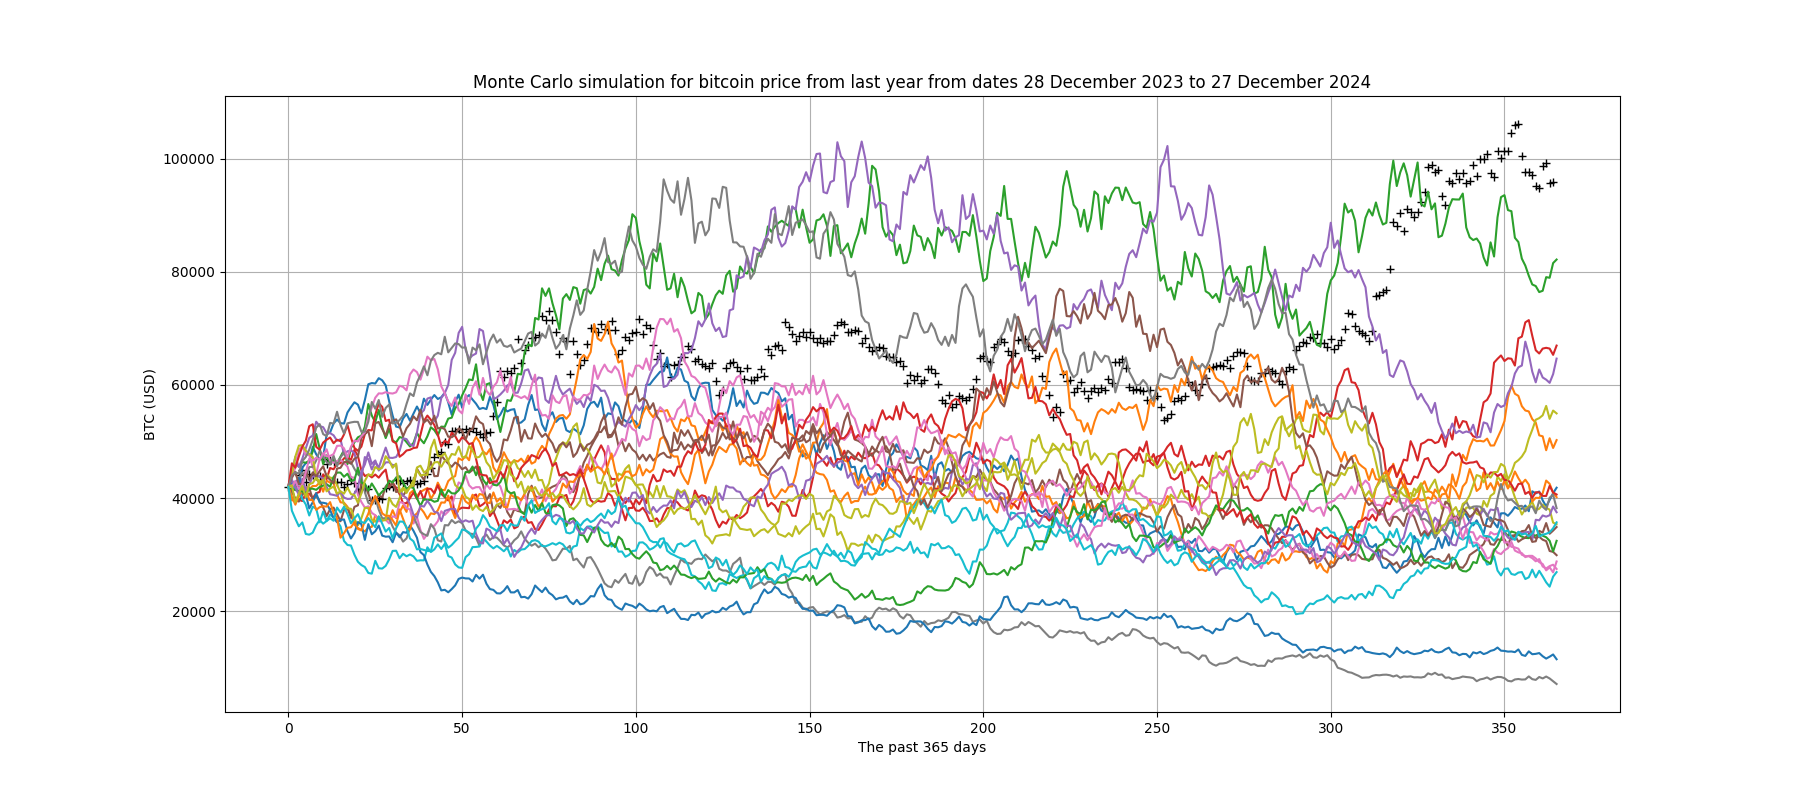 Monte Carlo simulation for bitcoin price from last year from dates 28 December 2023 to 27 December 2024
100000
80000
60000
40000
20000
BTC (USD)
0 50 100 150 200 250 300 350
The past 365 days